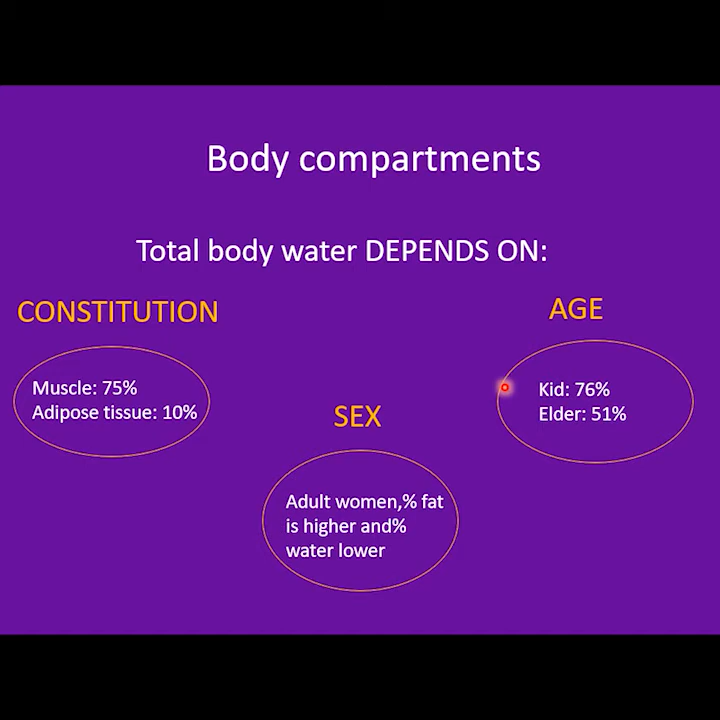 Body compartments
Total body water DEPENDS ON:
CONSTITUTION
Muscle: 75%
Adipose tissue: 10%
SEX
Adult women,% fat
is higher and%
water lower
AGE
Kid: 76%
Elder: 51%